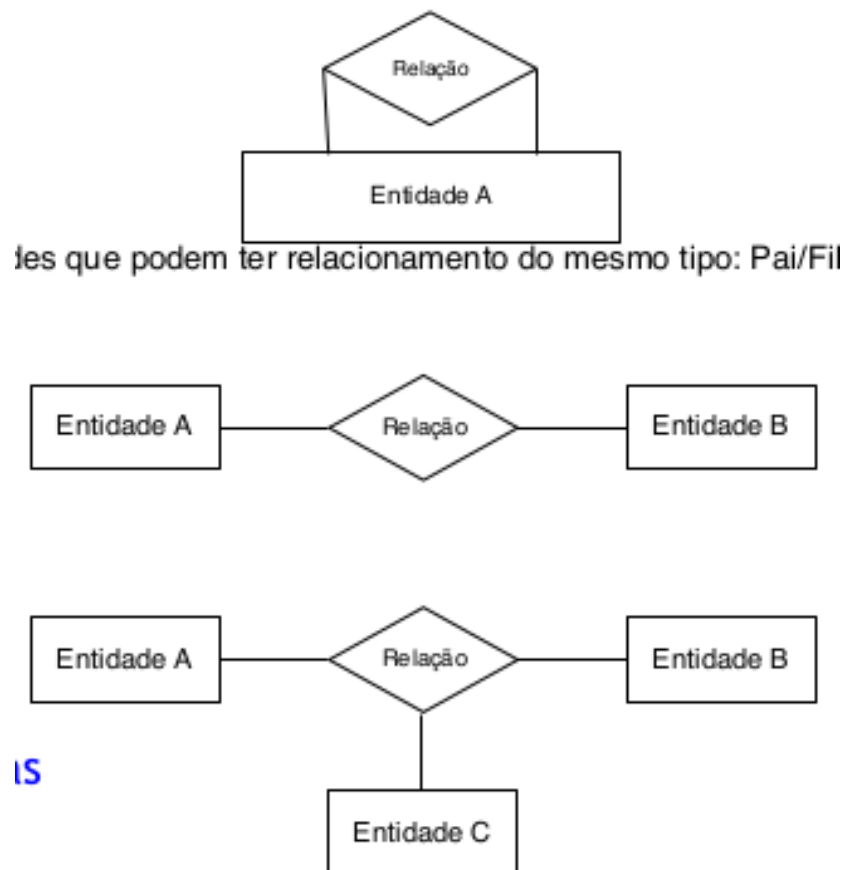 Relação
Entidade A
des que podem ter relacionamento do mesmo tipo: Pai/Fil
Entidade A
Relação
Entidade B
Entidade A
Relação
Entidade B
as
Entidade C